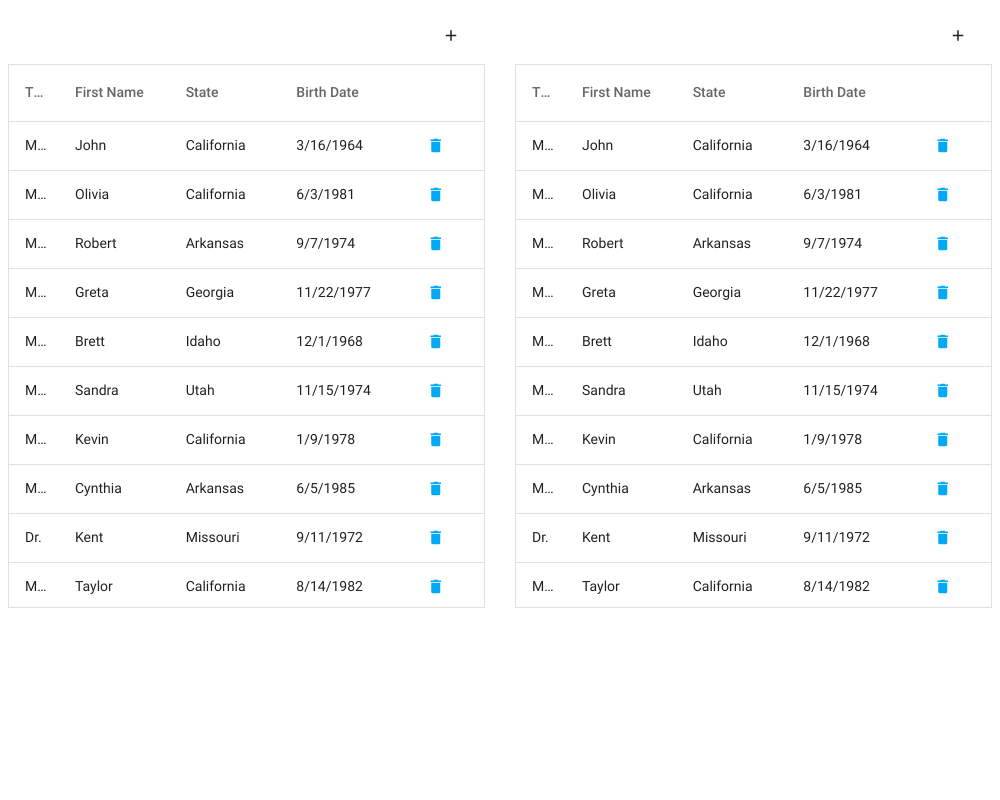 T... First Name State Birth Date
M... John California 3/16/1964
M... Olivia California 6/3/1981
M... Robert Arkansas 9/7/1974
M... Greta Georgia 11/22/1977
M... Brett Idaho 12/1/1968
M... Sandra Utah 11/15/1974
M... Kevin California 1/9/1978
M... Cynthia Arkansas 6/5/1985
Dr. Kent Missouri 9/11/1972
M... Taylor California 8/14/1982
T... First Name State Birth Date
M... John California 3/16/1964
M... Olivia California 6/3/1981
M... Robert Arkansas 9/7/1974
M... Greta Georgia 11/22/1977
M... Brett Idaho 12/1/1968
M... Sandra Utah 11/15/1974
M... Kevin California 1/9/1978
M... Cynthia Arkansas 6/5/1985
Dr. Kent Missouri 9/11/1972
M... Taylor California 8/14/1982